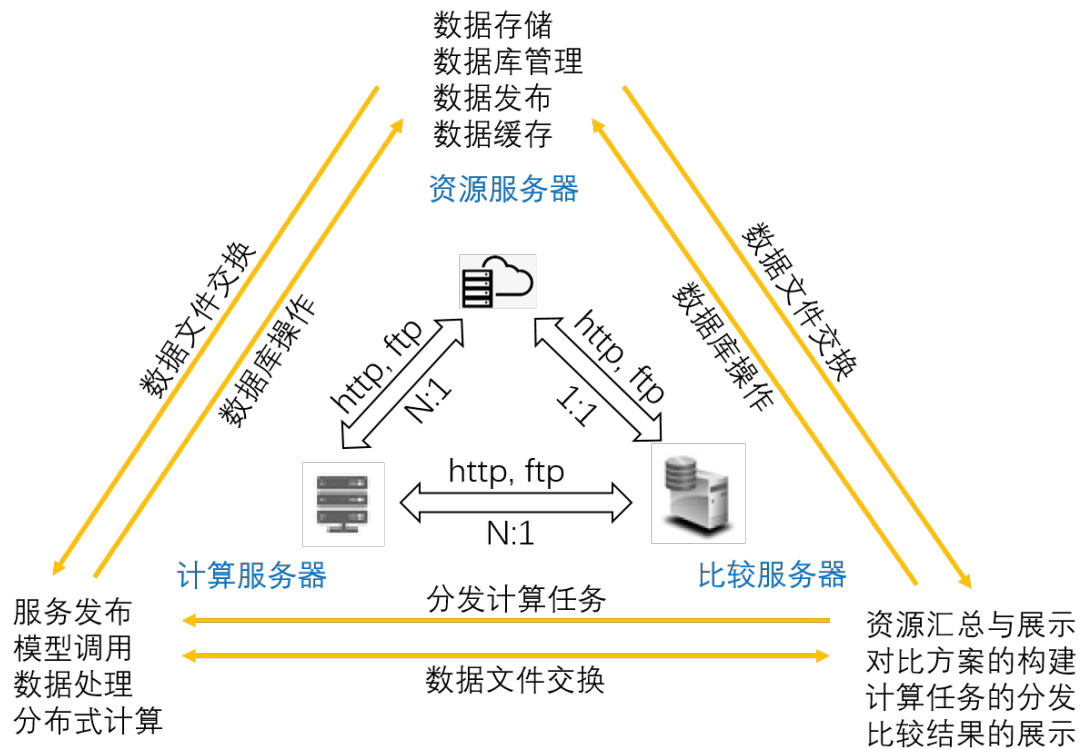 数据存储
数据库管理
数据发布
数据缓存
资源服务器
数据文件交换
数据库操作
数据文件交换
数据库操作
http, ftp
N:1
http, ftp
1:1
http, ftp
N:1
计算服务器
比较服务器
服务发布
模型调用
数据处理
分布式计算
分发计算任务
数据文件交换
资源汇总与展示
对比方案的构建
计算任务的分发
比较结果的展示